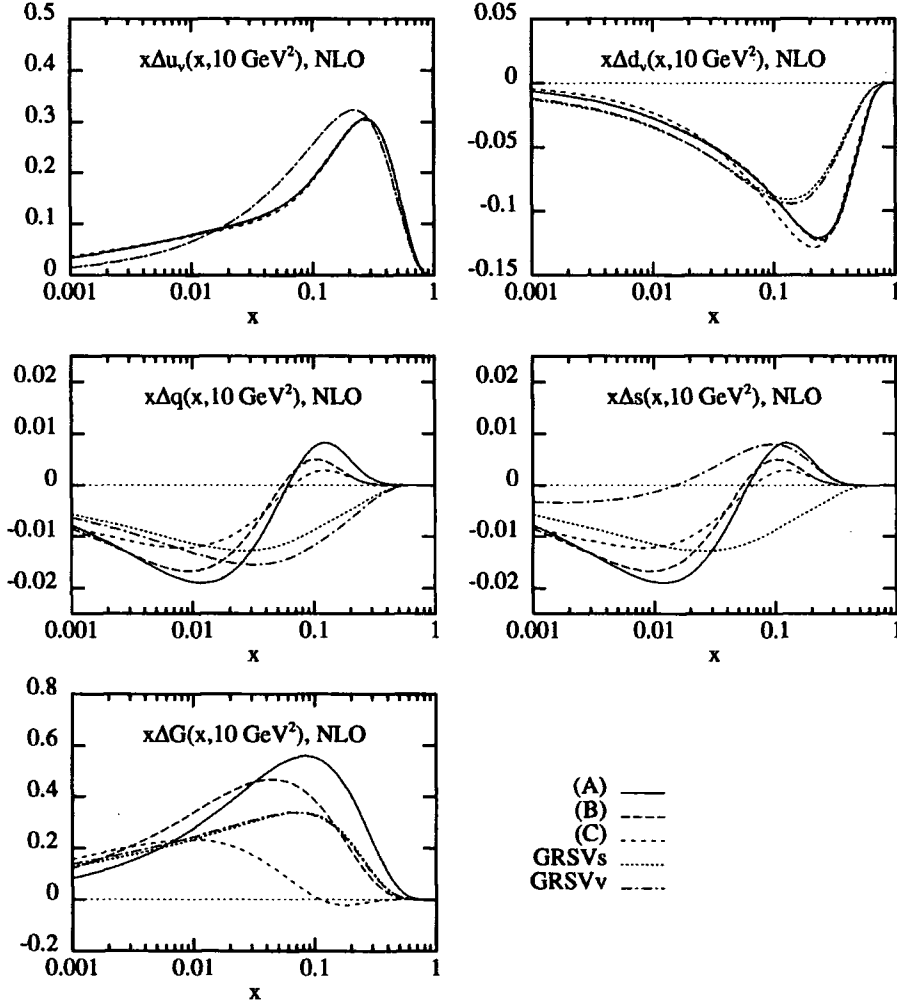 xΔu_v(x,10 GeV²), NLO
0.5
0.4
0.3
0.2
0.1
0
0.001 0.01 0.1 1
x
xΔd_v(x,10 GeV²), NLO
0.05
0
-0.05
-0.1
-0.15
0.001 0.01 0.1 1
x
xΔq(x,10 GeV²), NLO
0.02
0.01
0
-0.01
-0.02
0.001 0.01 0.1 1
x
xΔs(x,10 GeV²), NLO
0.02
0.01
0
-0.01
-0.02
0.001 0.01 0.1 1
x
xΔG(x,10 GeV²), NLO
0.8
0.6
0.4
0.2
0
-0.2
0.001 0.01 0.1 1
x
(A)
(B)
(C)
GRSVs
GRSVv